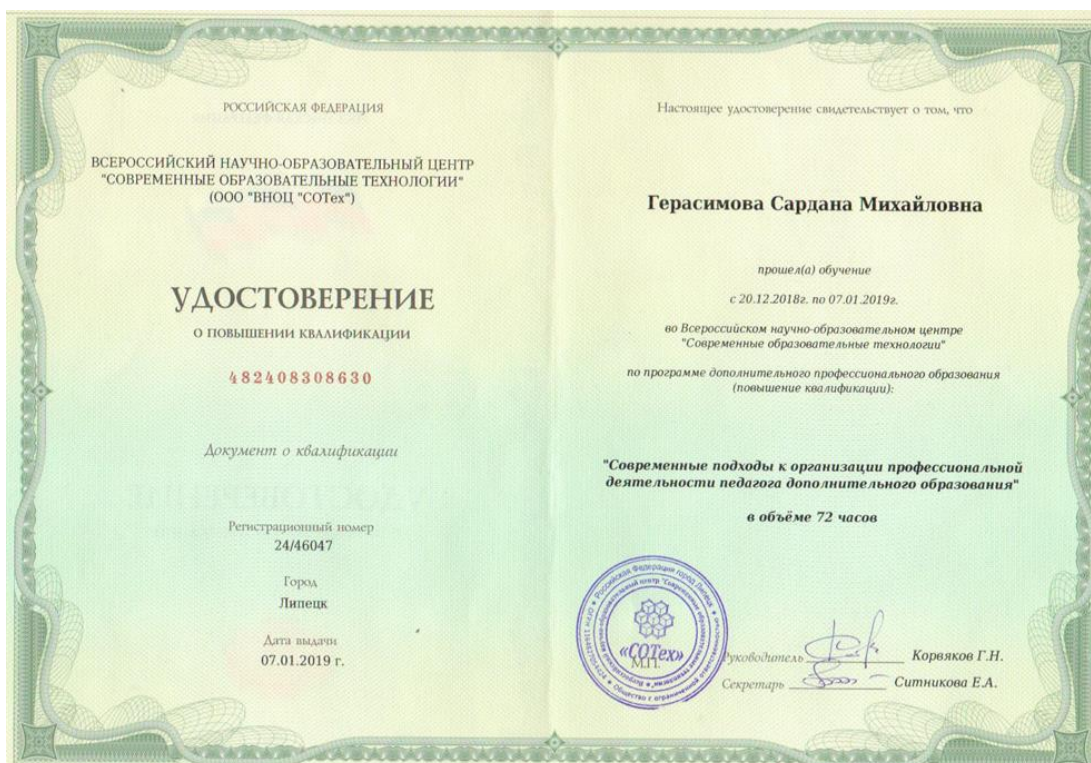 РОССИЙСКАЯ ФЕДЕРАЦИЯ
ВСЕРОССИЙСКИЙ НАУЧНО-ОБРАЗОВАТЕЛЬНЫЙ ЦЕНТР
"СОВРЕМЕННЫЕ ОБРАЗОВАТЕЛЬНЫЕ ТЕХНОЛОГИИ"
(ООО "ВНОЦ "СОТех")
УДОСТОВЕРЕНИЕ
О ПОВЫШЕНИИ КВАЛИФИКАЦИИ
482408308630
Документ о квалификации
Регистрационный номер
24/46047
Город
Липецк
Дата выдачи
07.01.2019 г.
Настоящее удостоверение свидетельствует о том, что
Герасимова Сардана Михайловна
прошел(а) обучение
с 20.12.2018г. по 07.01.2019г.
во Всероссийском научно-образовательном центре
"Современные образовательные технологии"
по программе дополнительного профессионального образования
(повышение квалификации):
"Современные подходы к организации профессиональной
деятельности педагога дополнительного образования"
в объёме 72 часов
«СОТех»
М.П.
Руководитель Корвяков Г.Н.
Секретарь Ситникова Е.А.